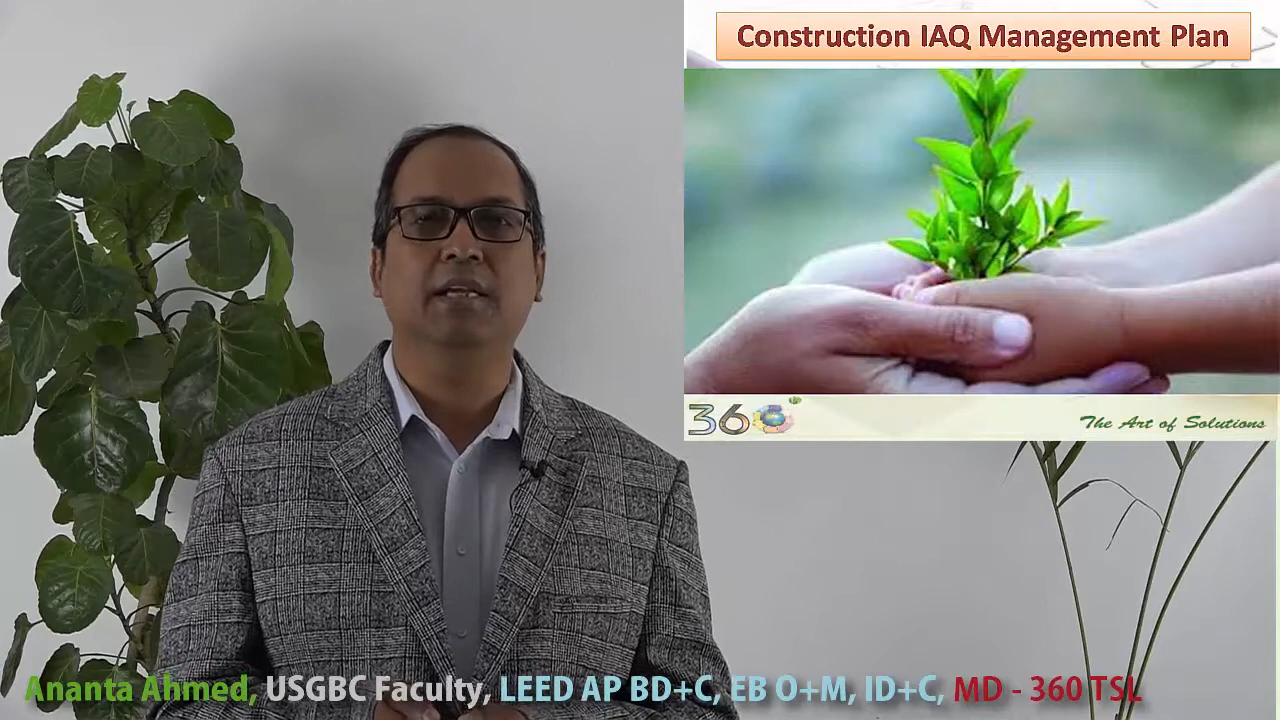 Construction IAQ Management Plan
360
The Art of Solutions
Ananta Ahmed, USGBC Faculty, LEED AP BD+C, EB O+M, ID+C, MD - 360 TSL